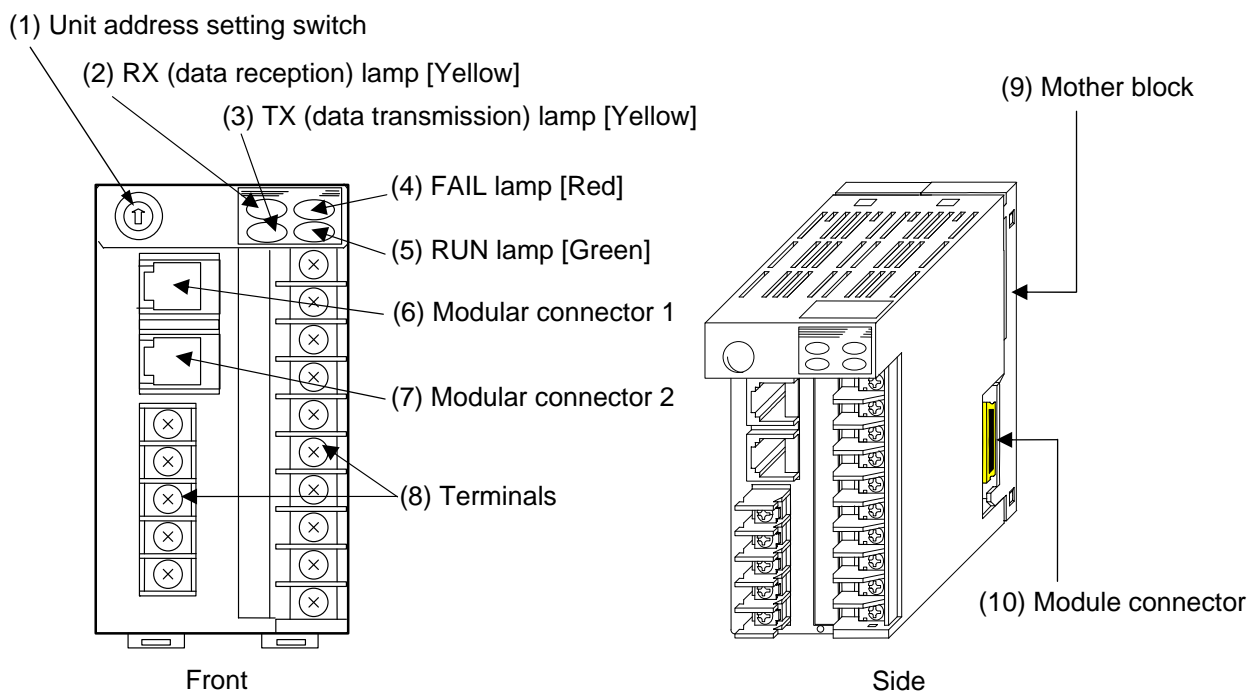 (1) Unit address setting switch
(2) RX (data reception) lamp [Yellow]
(3) TX (data transmission) lamp [Yellow]
(4) FAIL lamp [Red]
(5) RUN lamp [Green]
(6) Modular connector 1
(7) Modular connector 2
(8) Terminals
Front
(9) Mother block
(10) Module connector
Side